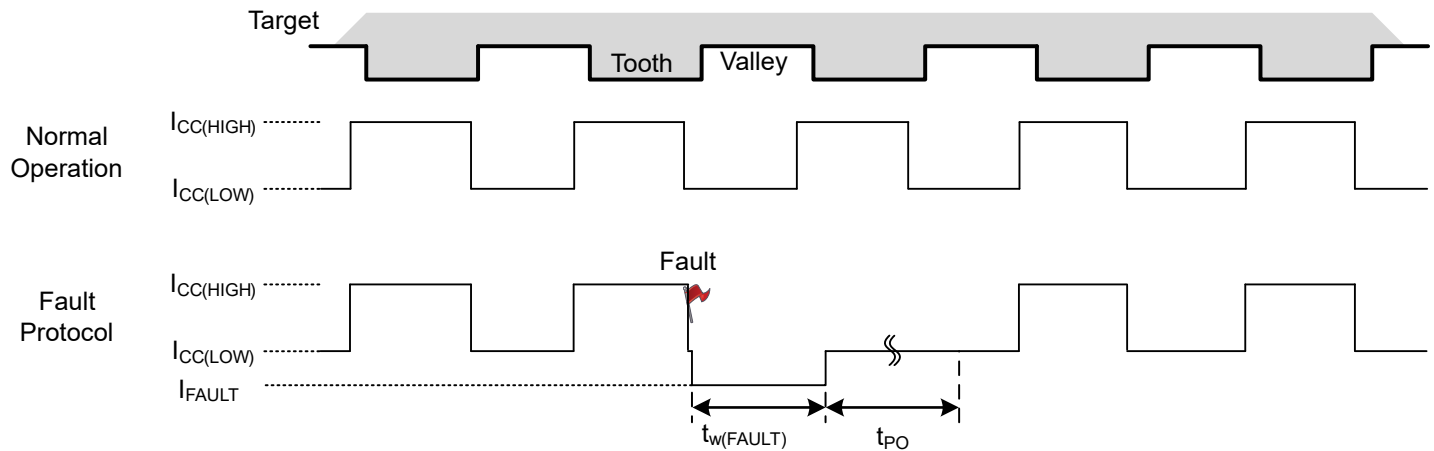 Target
Tooth Valley
Normal
Operation
I_CC(HIGH)
I_CC(LOW)
Fault
Fault
Protocol
I_CC(HIGH)
I_CC(LOW)
I_FAULT
t_w(FAULT)
t_PO